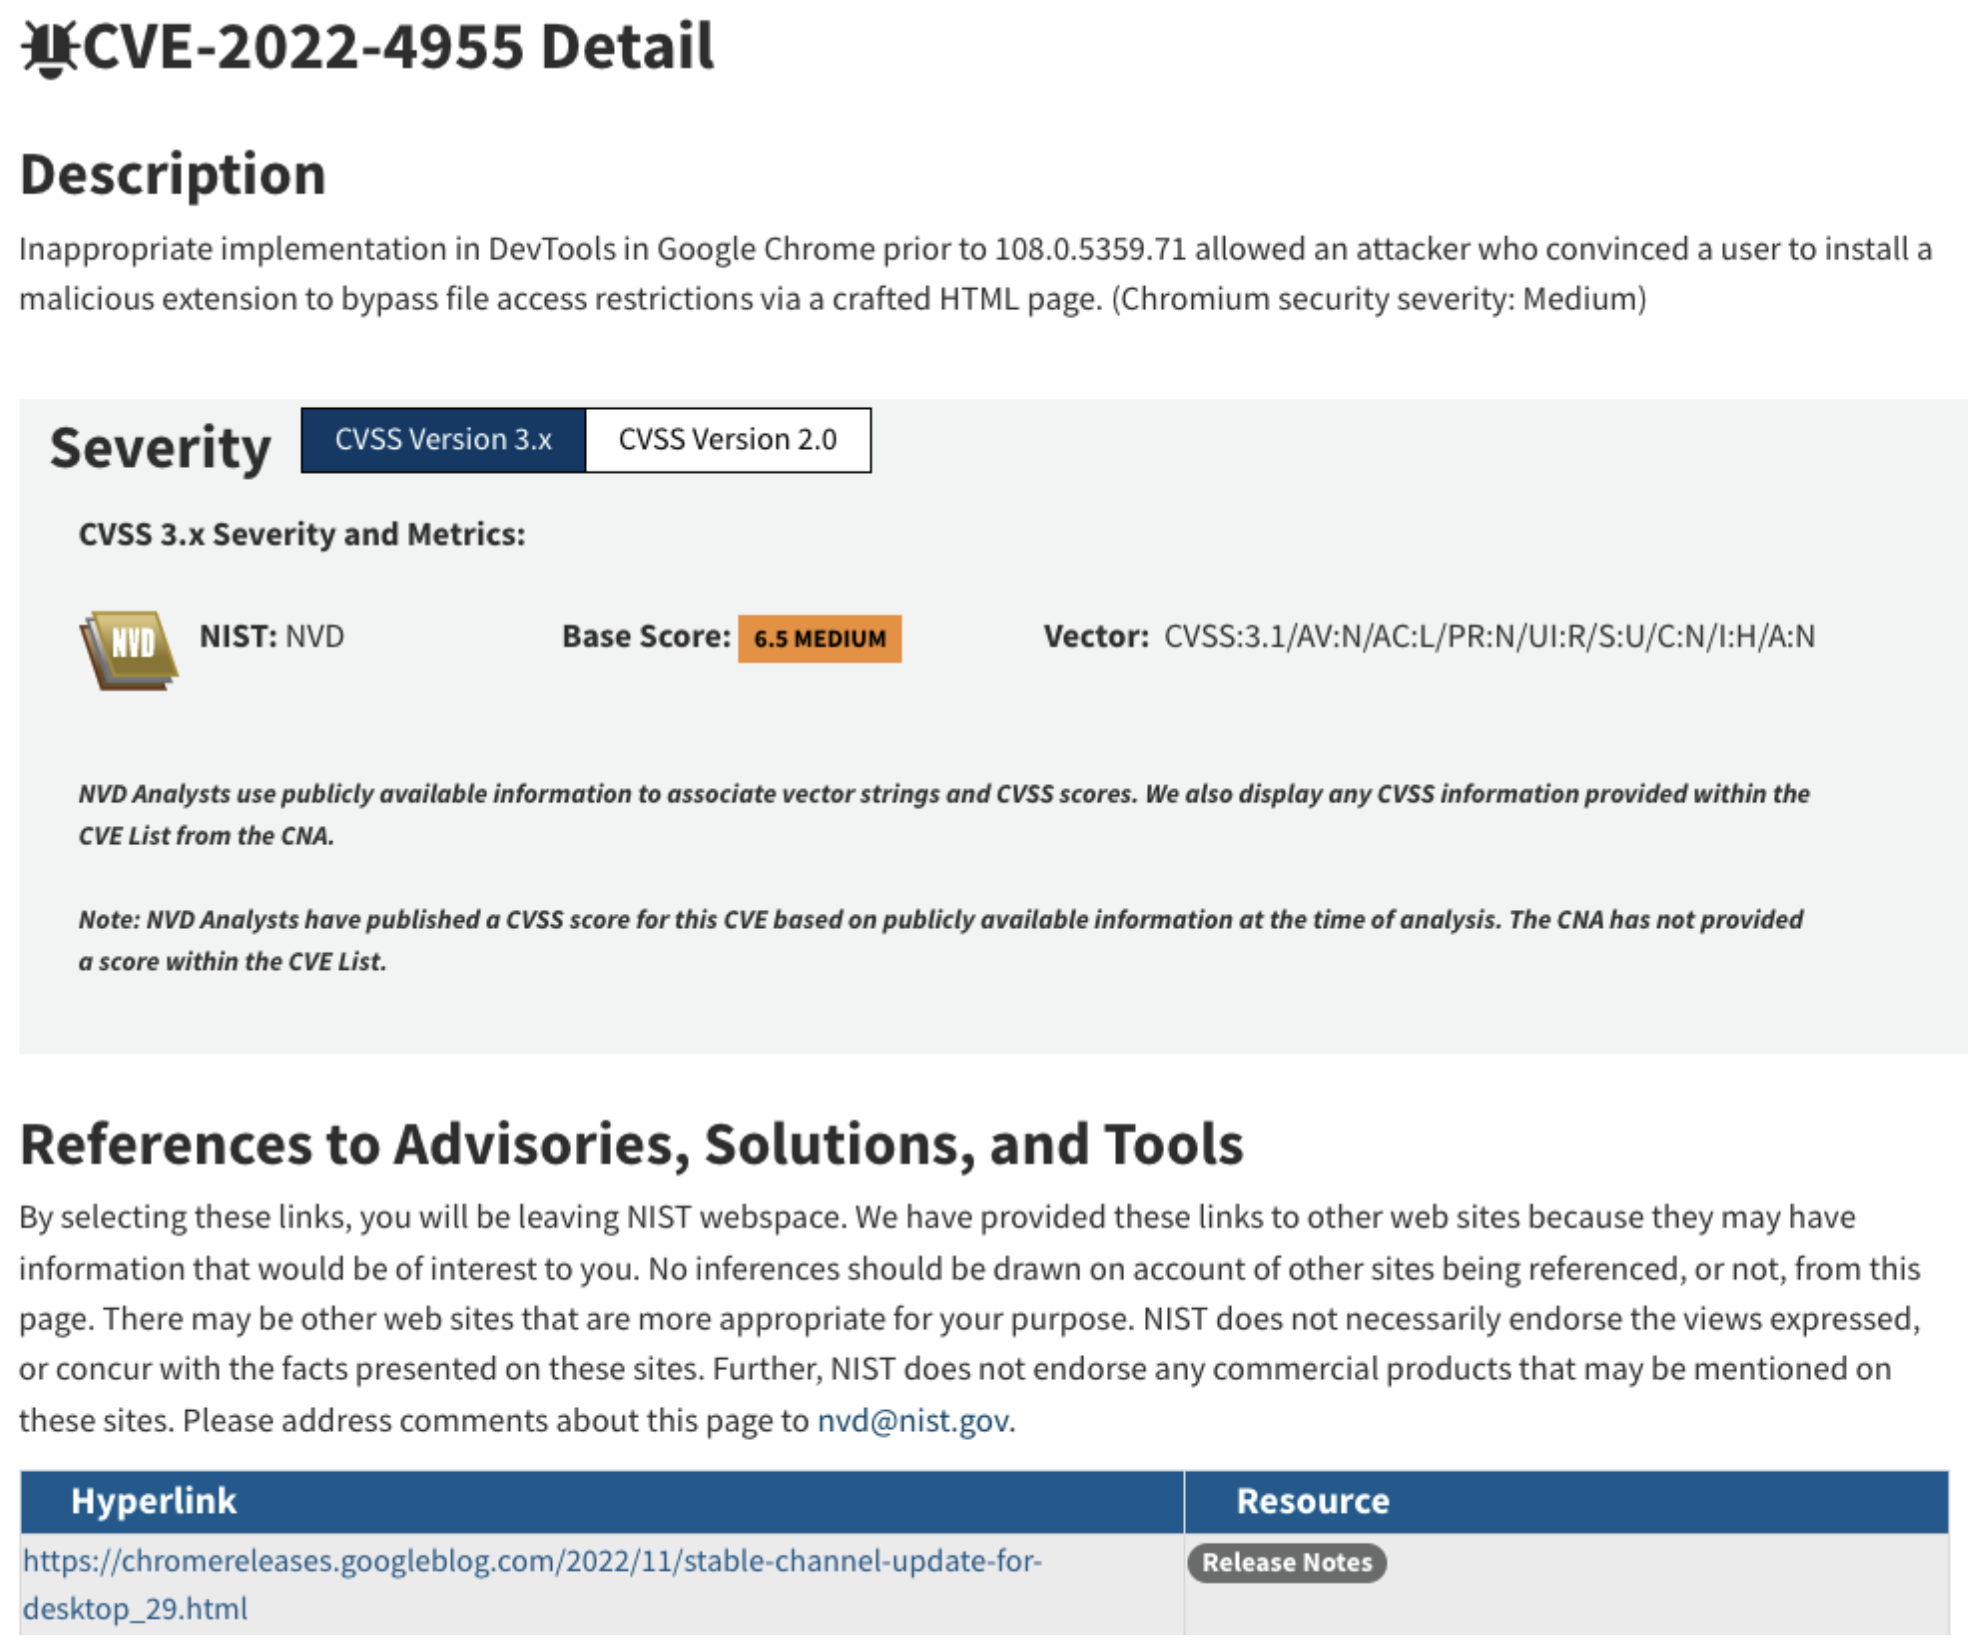 CVE-2022-4955 Detail
Description
Inappropriate implementation in DevTools in Google Chrome prior to 108.0.5359.71 allowed an attacker who convinced a user to install a
malicious extension to bypass file access restrictions via a crafted HTML page. (Chromium security severity: Medium)
Severity CVSS Version 3.x CVSS Version 2.0
CVSS 3.x Severity and Metrics:
NVD NIST: NVD Base Score: 6.5 MEDIUM Vector: CVSS:3.1/AV:N/AC:L/PR:N/UI:R/S:U/C:N/I:H/A:N
NVD Analysts use publicly available information to associate vector strings and CVSS scores. We also display any CVSS information provided within the
CVE List from the CNA.
Note: NVD Analysts have published a CVSS score for this CVE based on publicly available information at the time of analysis. The CNA has not provided
a score within the CVE List.
References to Advisories, Solutions, and Tools
By selecting these links, you will be leaving NIST webspace. We have provided these links to other web sites because they may have
information that would be of interest to you. No inferences should be drawn on account of other sites being referenced, or not, from this
page. There may be other web sites that are more appropriate for your purpose. NIST does not necessarily endorse the views expressed,
or concur with the facts presented on these sites. Further, NIST does not endorse any commercial products that may be mentioned on
these sites. Please address comments about this page to nvd@nist.gov.
Hyperlink Resource
https://chromereleases.googleblog.com/2022/11/stable-channel-update-for- Release Notes
desktop_29.html